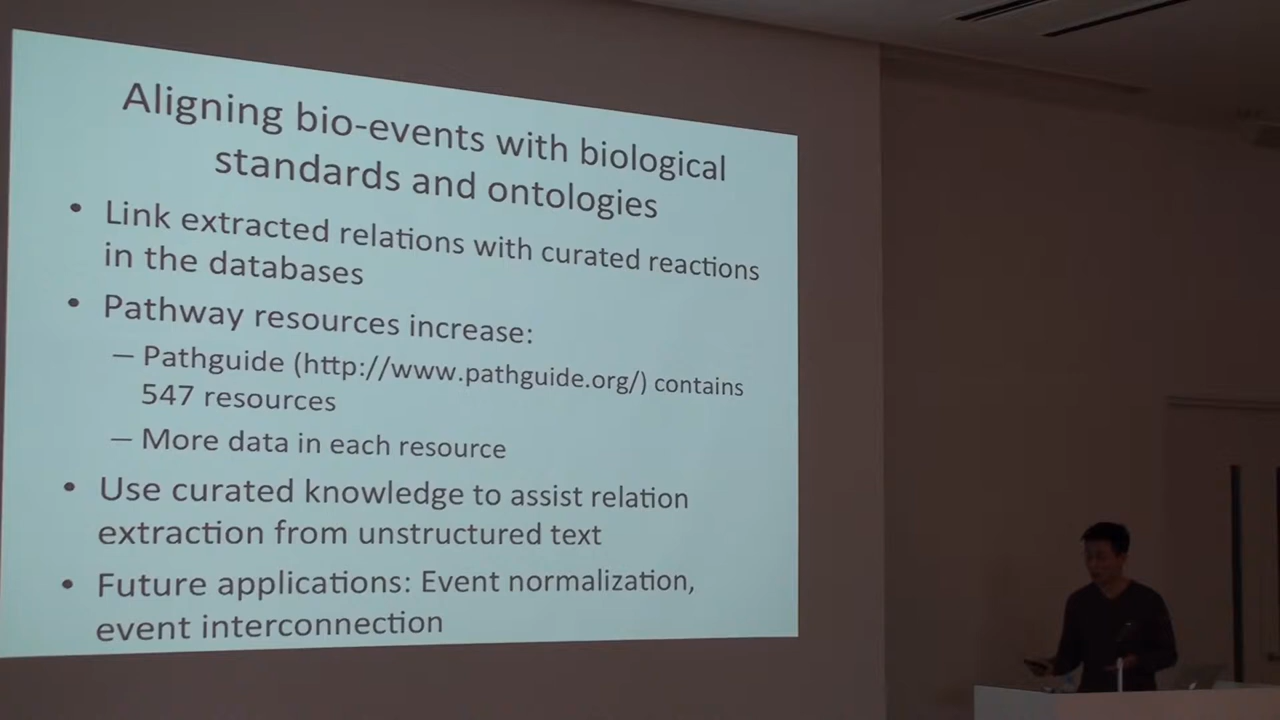 Aligning bio-events with biological
standards and ontologies
• Link extracted relations with curated reactions
in the databases
• Pathway resources increase:
– Pathguide (http://www.pathguide.org/) contains
547 resources
– More data in each resource
• Use curated knowledge to assist relation
extraction from unstructured text
• Future applications: Event normalization,
event interconnection